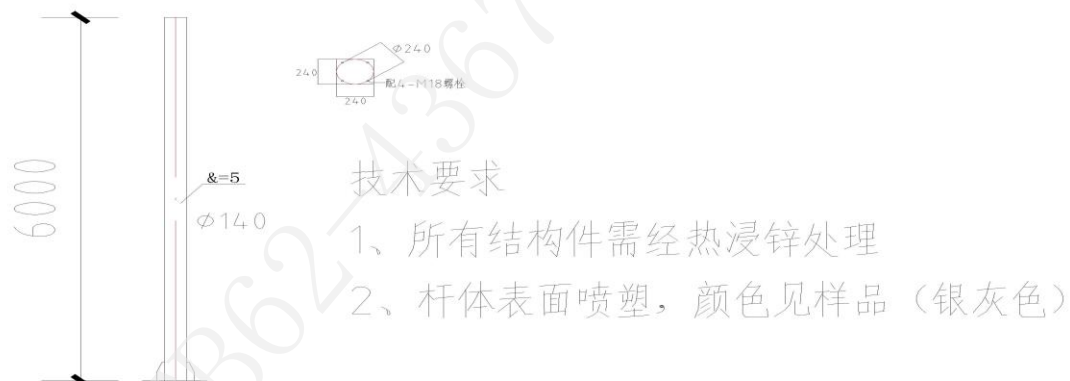 Φ240
240
配4-M18螺栓
240
6000
&=5
Φ140
技术要求
1、所有结构件需经热浸锌处理
2、杆体表面喷塑，颜色见样品（银灰色）
B62-4367